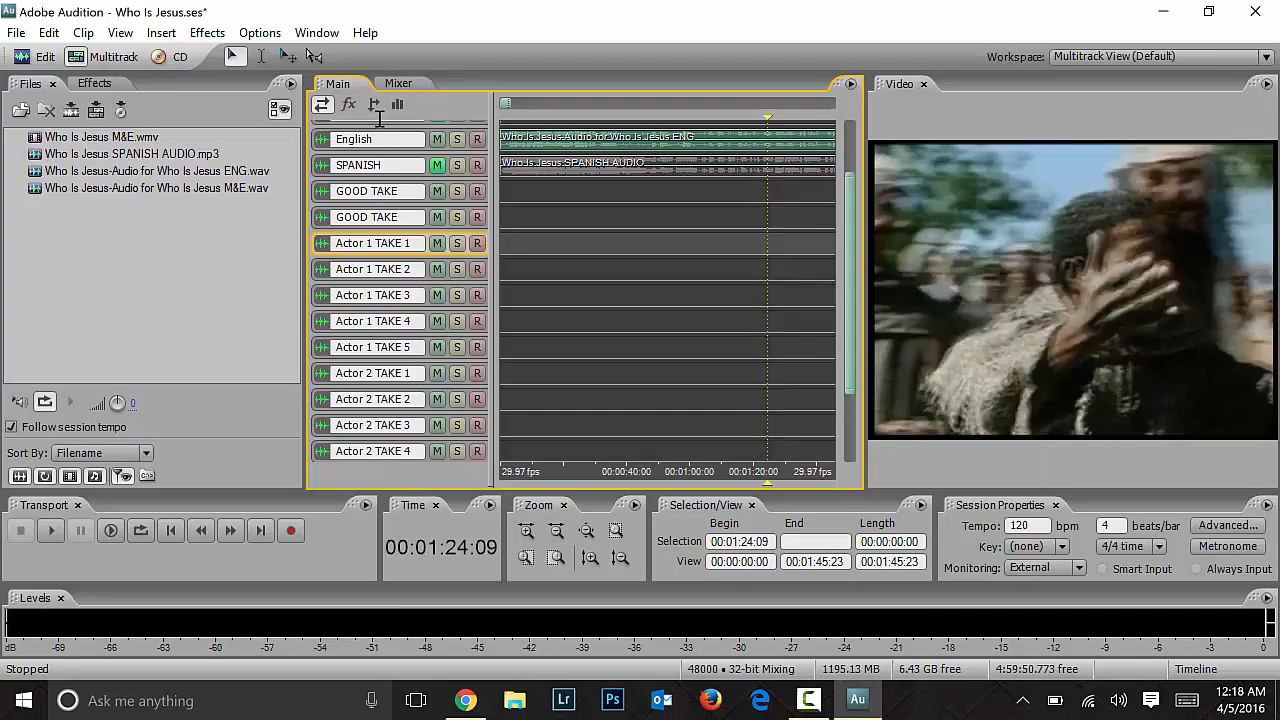 Au Adobe Audition - Who Is Jesus.ses*
File Edit Clip View Insert Effects Options Window Help
Edit Multitrack CD Workspace: Multitrack View (Default)
Files Effects
Who Is Jesus M&E.wmv
Who Is Jesus SPANISH AUDIO.mp3
Who Is Jesus-Audio for Who Is Jesus ENG.wav
Who Is Jesus-Audio for Who Is Jesus M&E.wav
0
Follow session tempo
Sort By: Filename
Main Mixer
fx
English M S R Who Is Jesus-Audio for Who Is Jesus ENG
SPANISH M S R Who Is Jesus SPANISH AUDIO
GOOD TAKE M S R
GOOD TAKE M S R
Actor 1 TAKE 1 M S R
Actor 1 TAKE 2 M S R
Actor 1 TAKE 3 M S R
Actor 1 TAKE 4 M S R
Actor 1 TAKE 5 M S R
Actor 2 TAKE 1 M S R
Actor 2 TAKE 2 M S R
Actor 2 TAKE 3 M S R
Actor 2 TAKE 4 M S R
29.97 fps 00:00:40:00 00:01:00:00 00:01:20:00 29.97 fps
Video
Transport
Time
00:01:24:09
Zoom
Selection/View
Begin End Length
Selection 00:01:24:09 00:00:00:00
View 00:00:00:00 00:01:45:23 00:01:45:23
Session Properties
Tempo: 120 bpm 4 beats/bar Advanced...
Key: (none) 4/4 time Metronome
Monitoring: External Smart Input Always Input
Levels
dB -69 -66 -63 -60 -57 -54 -51 -48 -45 -42 -39 -36 -33 -30 -27 -24 -21 -18 -15 -12 -9 -6 -3 0
Stopped 48000 • 32-bit Mixing 1195.13 MB 6.43 GB free 4:59:50.773 free Timeline
Ask me anything Lr Ps Au 12:18 AM
4/5/2016